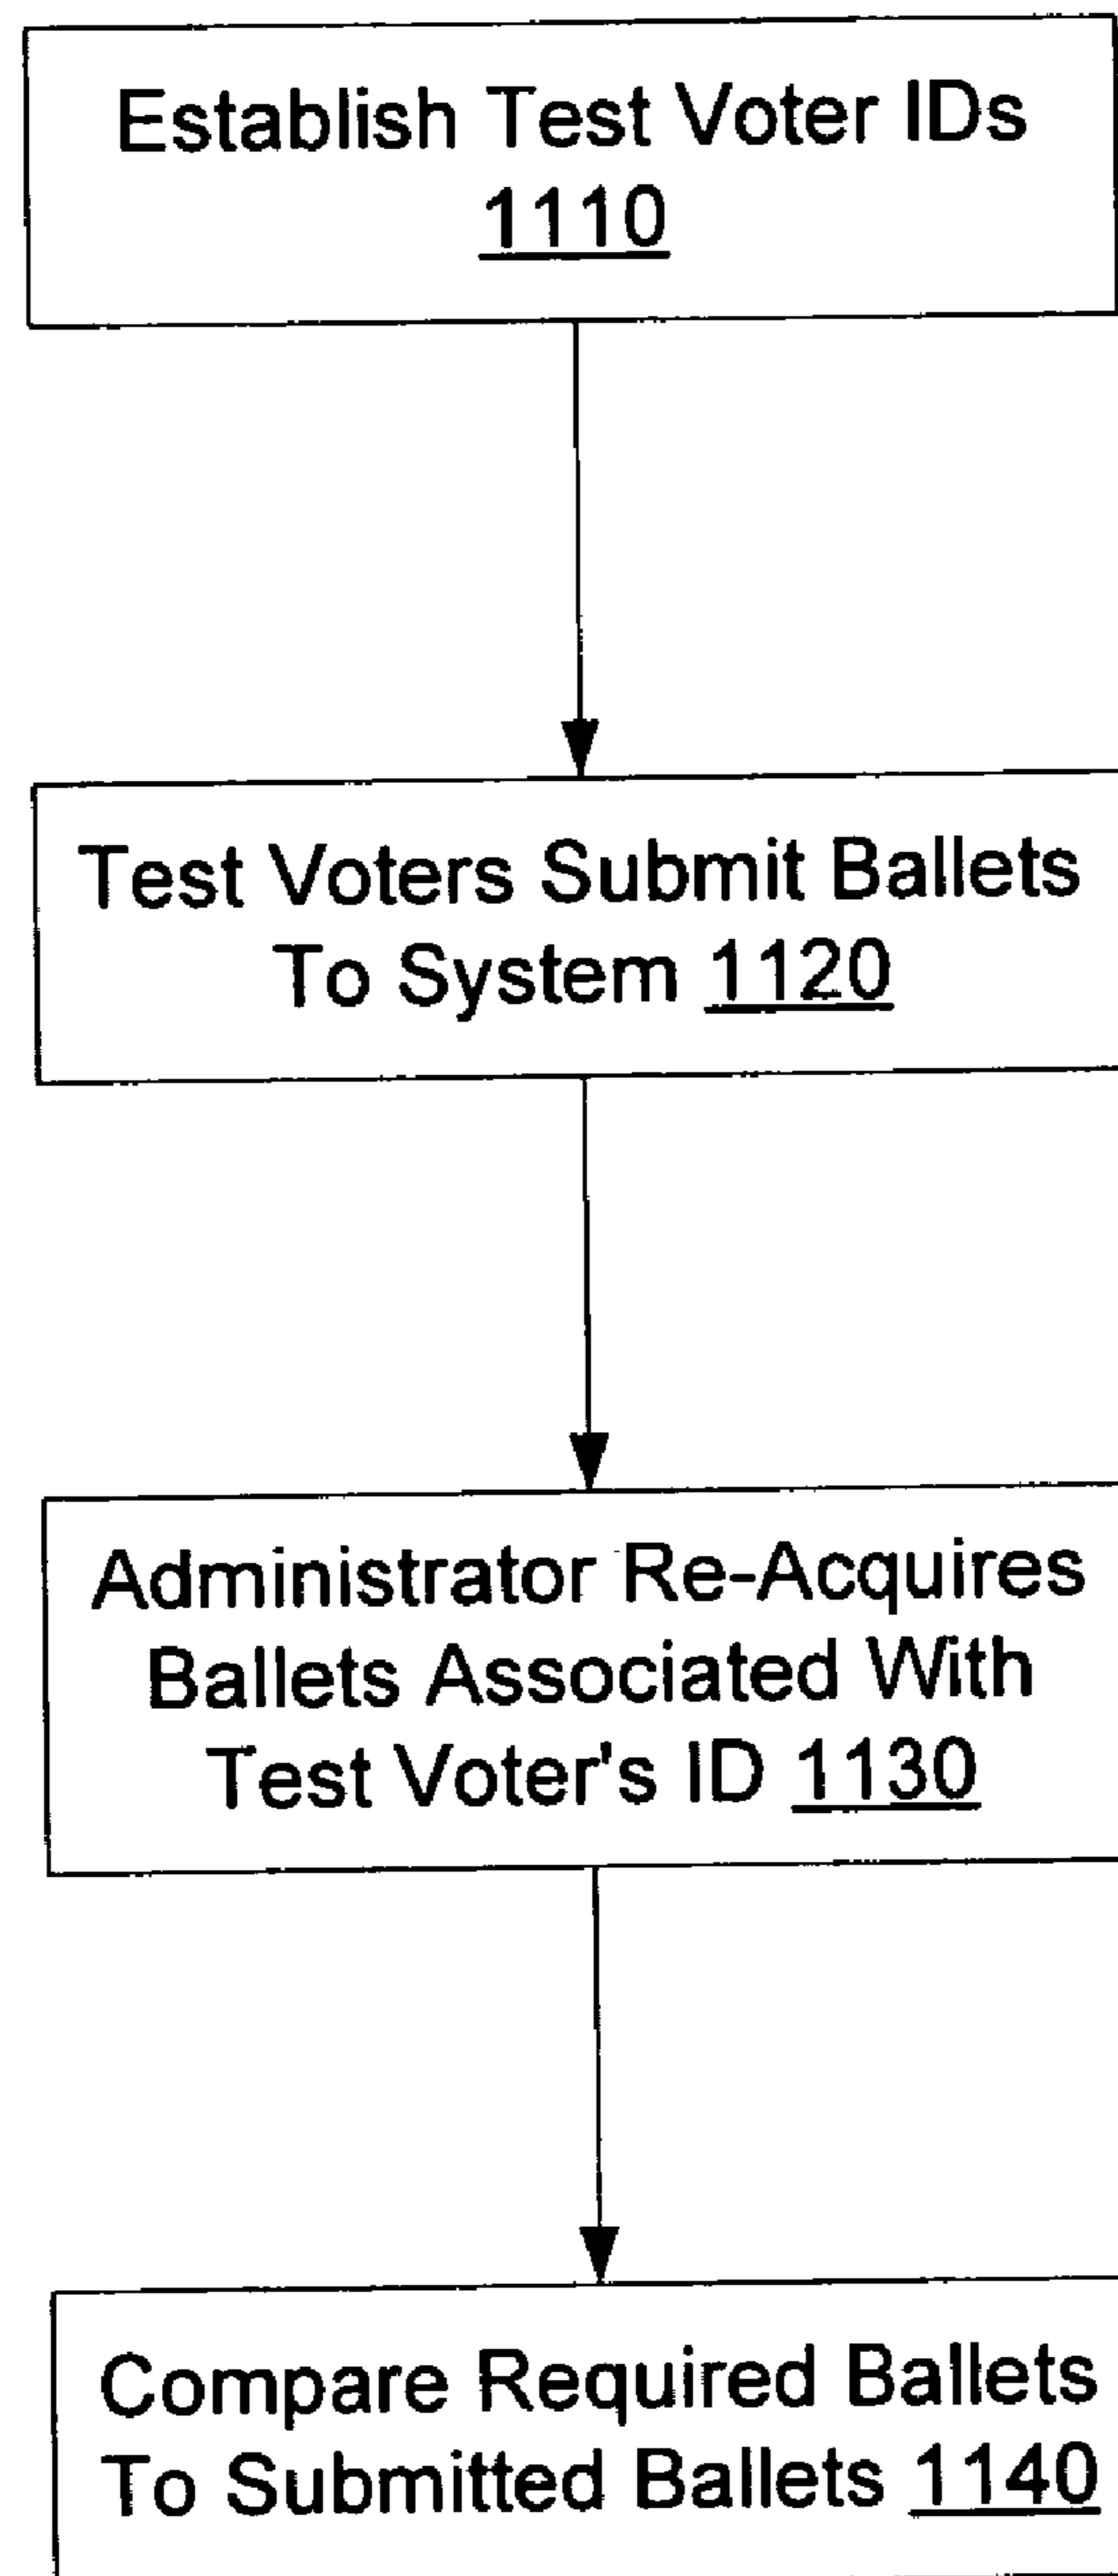 Establish Test Voter IDs
1110
Test Voters Submit Ballets
To System 1120
Administrator Re-Acquires
Ballets Associated With
Test Voter's ID 1130
Compare Required Ballets
To Submitted Ballets 1140